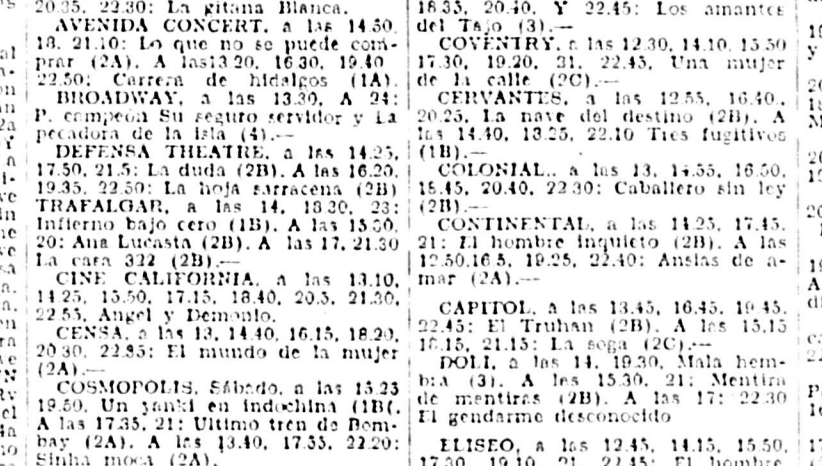 20.35, 22.30: La gitana Blanca.
AVENIDA CONCERT, a las 14.50,
18, 21.10: Lo que no se puede com-
prar (2A). A las13.20, 16.30, 19.40
22.50: Carrera de hidalgos (1A).
BROADWAY, a las 13.30, A 24:
P. campeón Su seguro servidor y La
pecadora de la isla (4).—
DEFENSA THEATRE, a las 14.25,
17.50, 21.5: La duda (2B). A las 16.20,
19.35, 22.50: La hoja sarracena (2B)
TRAFALGAR, a las 14, 18.30, 23:
Infierno bajo cero (1B). A las 15.30,
20: Ana Lucasta (2B). A las 17, 21.30
La casa 322 (2B).—
CINE CALIFORNIA, a las 13.10,
14.25, 15.50, 17.15, 18.40, 20.5, 21.30,
22.55, Angel y Demonio.
CENSA, a las 13, 14.40, 16.15, 18.20,
20.30, 22.35: El mundo de la mujer
(2A).—
COSMOPOLIS, Sábado, a las 15.25
19.50, Un yanki en Indochina (1B(.
A las 17.35, 21: Ultimo tren de Bom-
bay (2A). A las 13.40, 17.55, 22.20:
Sinha moca (2A).
18.35, 20.40, Y 22.45: Los amantes
del Tajo (3).—
COVENTRY, a las 12.30, 14.10, 15.50
17.30, 19.20, 21, 22.45, Una mujer
de la calle (2C).—
CERVANTES, a las 12.55, 16.40.,
20.25, La nave del destino (2B). A
las 14.40, 18.25, 22.10 Tres fugitivos
(1B).—
COLONIAL., a las 13, 14.55, 16.50,
18.45, 20.40, 22.30: Caballero sin ley
(2B).—
CONTINENTAL, a las 14.25, 17.45,
21: El hombre inquieto (2B). A las
12.50.16.5, 19.25, 22.40: Ansias de a-
mar (2A).—
CAPITOL, a las 13.45, 16.45, 19.45,
22.45: El Truhan (2B). A las 15.15
18.15, 21.15: La soga (2C).—
DOLI, a las 14, 19.30, Mala hem-
bra (3). A las 15.30, 21: Mentira
de mentiras (2B). A las 17: 22.30
El gendarme desconocido
ELISEO, a las 12.45, 14.15, 15.50,
17.30, 19.10, 21, 22.45: El hombre